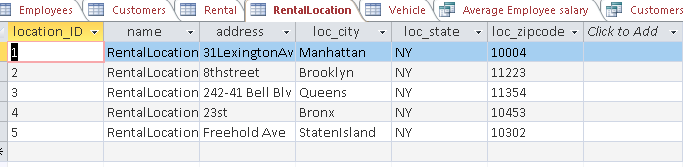 Employees Customers Rental RentalLocation Vehicle Average Employee salary Customers
location_ID name address loc_city loc_state loc_zipcode Click to Add
1 RentalLocation 31LexingtonAv Manhattan NY 10004
2 RentalLocation 8thstreet Brooklyn NY 11223
3 RentalLocation 242-41 Bell Blv Queens NY 11354
4 RentalLocation 23st Bronx NY 10453
5 RentalLocation Freehold Ave StatenIsland NY 10302